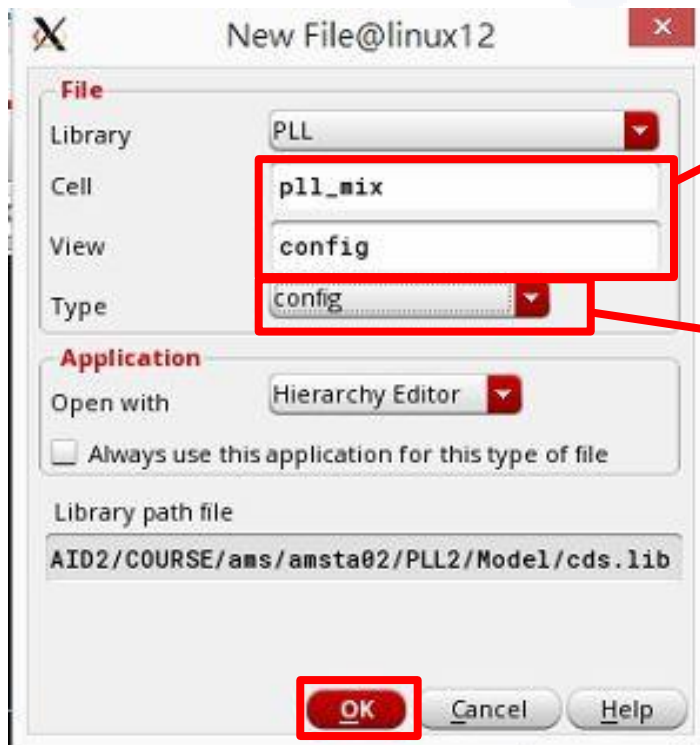 New File@linux12
File
Library PLL
Cell pll_mix
View config
Type config
Application
Open with Hierarchy Editor
Always use this application for this type of file
Library path file
AID2/COURSE/ams/amsta02/PLL2/Model/cds.lib
OK Cancel Help